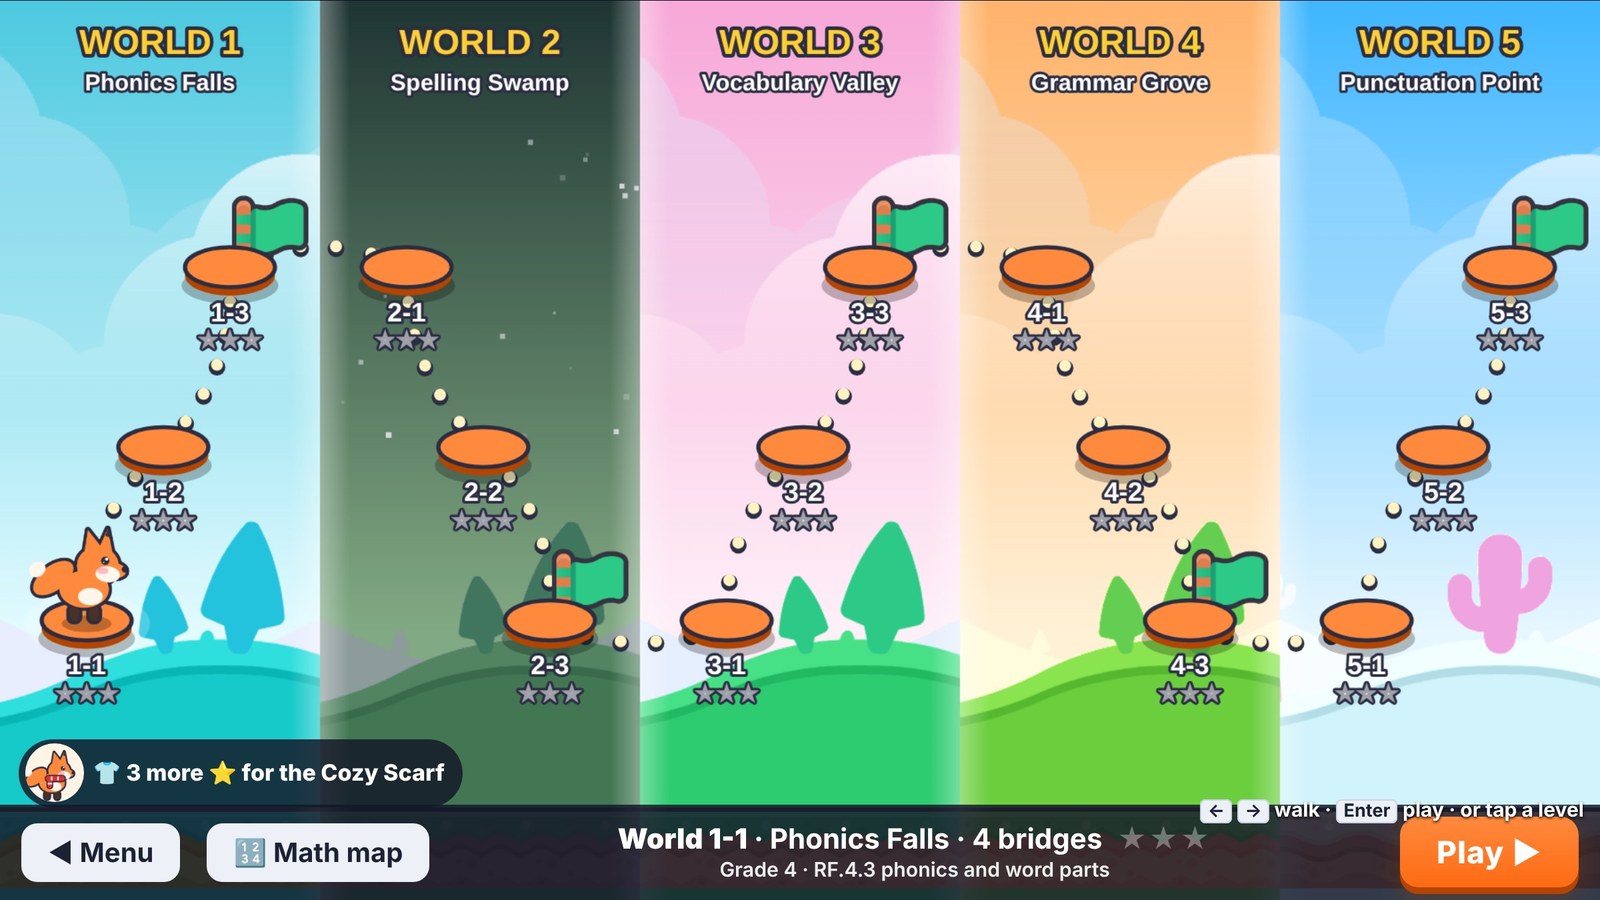 WORLD 1
Phonics Falls
WORLD 2
Spelling Swamp
WORLD 3
Vocabulary Valley
WORLD 4
Grammar Grove
WORLD 5
Punctuation Point
1-3
2-1
3-3
4-1
5-3
1-2
2-2
3-2
4-2
5-2
1-1
2-3
3-1
4-3
5-1
3 more ⭐ for the Cozy Scarf
← → walk · Enter play · or tap a level
◀ Menu
🔢 Math map
World 1-1 · Phonics Falls · 4 bridges ★ ★ ★
Grade 4 · RF.4.3 phonics and word parts
Play ▶